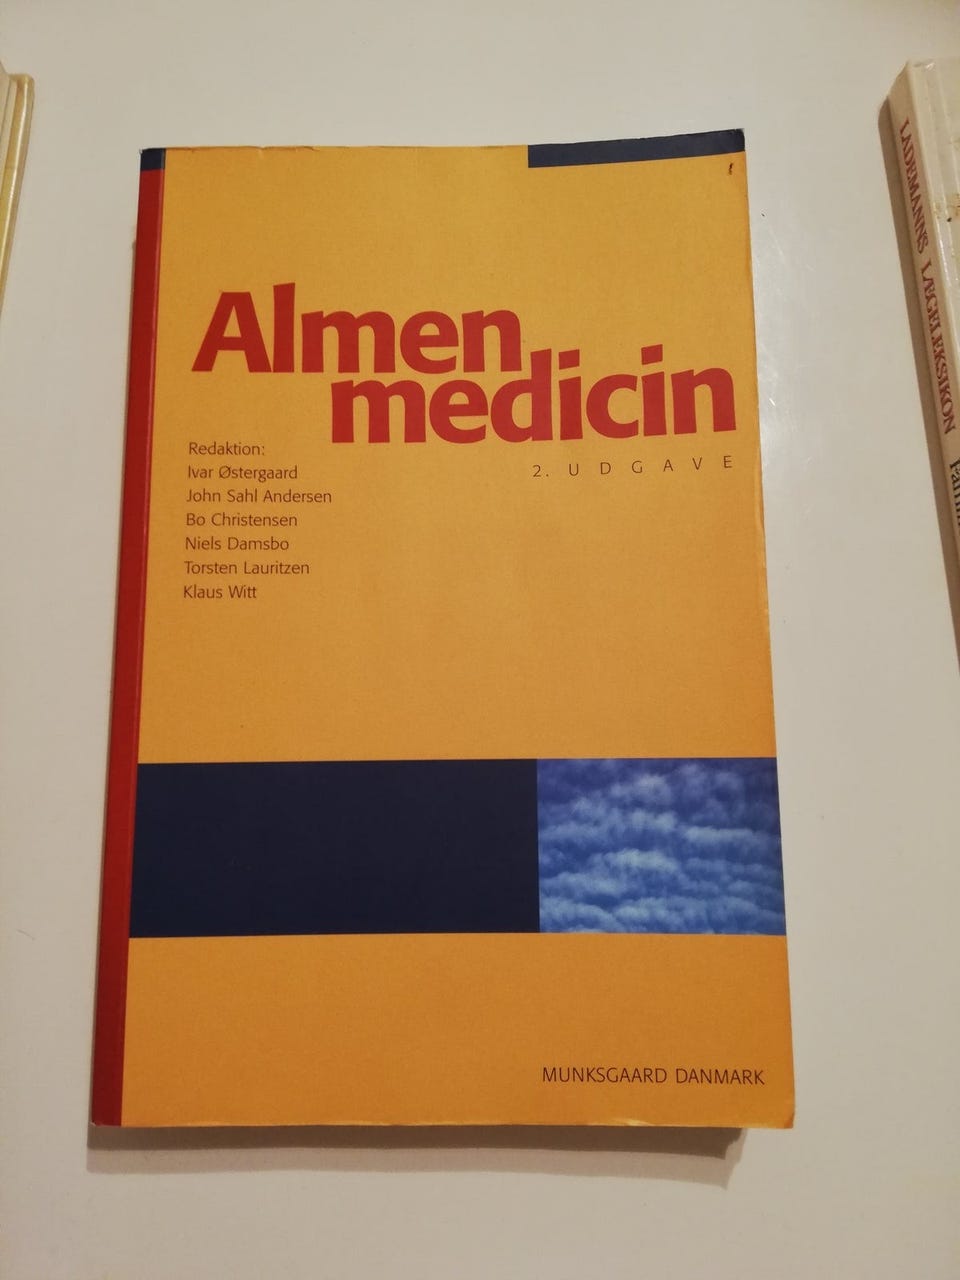 Almen
medicin
2. UDGAVE
Redaktion:
Ivar Østergaard
John Sahl Andersen
Bo Christensen
Niels Damsbo
Torsten Lauritzen
Klaus Witt
MUNKSGAARD DANMARK
LADEMANNS LÆGELEKSIKON